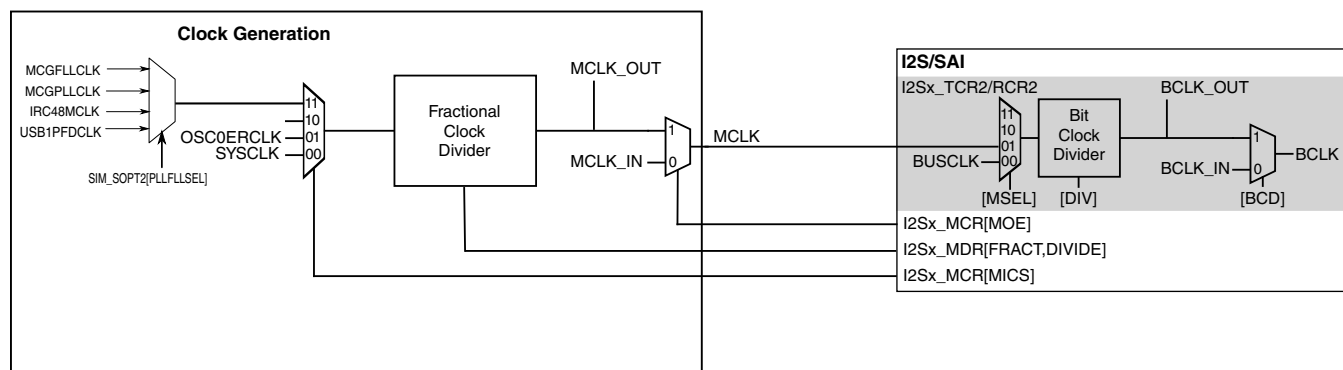 Clock Generation
MCGFLLCLK
MCGPLLCLK
IRC48MCLK
USB1PFDCLK
SIM_SOPT2[PLLFLLSEL]
11
10
OSC0ERCLK 01
SYSCLK 00
Fractional
Clock
Divider
MCLK_OUT
1
MCLK_IN 0
MCLK
I2S/SAI
I2Sx_TCR2/RCR2
11
10
01
BUSCLK 00
[MSEL]
Bit
Clock
Divider
[DIV]
BCLK_OUT
1
BCLK_IN 0
BCLK
[BCD]
I2Sx_MCR[MOE]
I2Sx_MDR[FRACT,DIVIDE]
I2Sx_MCR[MICS]